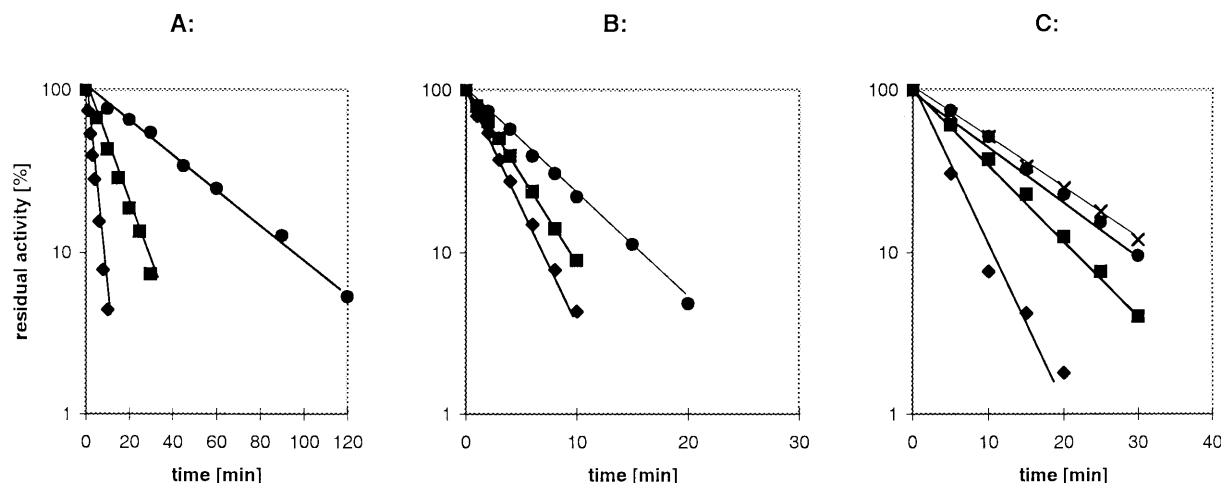 A: B: C:
100 100 100
10 10 10
1 1 1
residual activity [%]
0 20 40 60 80 100 120 0 10 20 30 0 10 20 30 40
time [min] time [min] time [min]